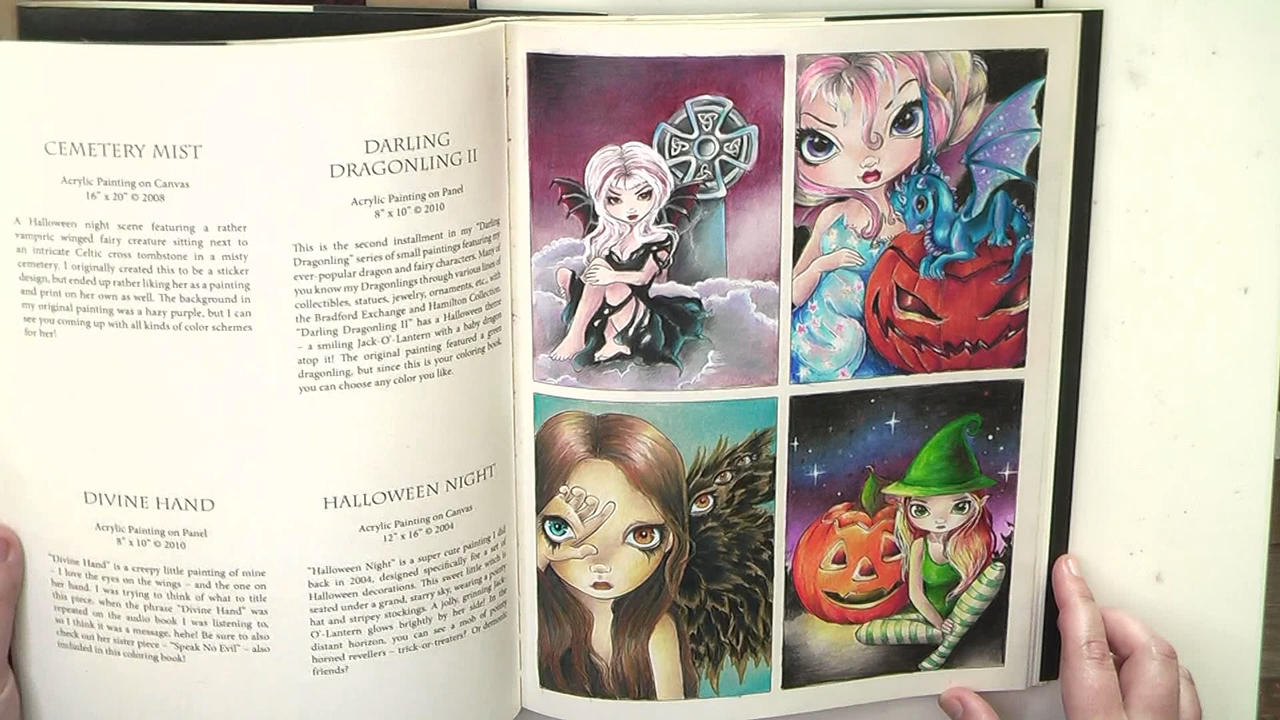 CEMETERY MIST
Acrylic Painting on Canvas
16" x 20" © 2008
A Halloween night scene featuring a rather
vampiric winged fairy creature sitting next to
an intricate Celtic cross tombstone in a misty
cemetery. I originally created this to be a sticker
design, but ended up rather liking her as a painting
and print on her own as well. The background in
my original painting was a hazy purple, but I can
see you coming up with all kinds of color schemes
for her!
DARLING
DRAGONLING II
Acrylic Painting on Panel
8" x 10" © 2010
This is the second installment in my "Darling
Dragonling" series of small paintings featuring my
ever-popular dragon and fairy characters. Many of
you know my Dragonlings through various lines of
collectibles, statues, jewelry, ornaments, etc., with
the Bradford Exchange and Hamilton Collection.
"Darling Dragonling II" has a Halloween theme
– a smiling Jack-O'-Lantern with a baby dragon
atop it! The original painting featured a green
dragonling, but since this is your coloring book,
you can choose any color you like.
DIVINE HAND
Acrylic Painting on Panel
8" x 10" © 2010
"Divine Hand" is a creepy little painting of mine
– I love the eyes on the wings – and the one on
her hand. I was trying to think of what to title
this piece, when the phrase "Divine Hand" was
repeated on the audio book I was listening to,
so I think it was a message, hehe! Be sure to also
check out her sister piece – "Speak No Evil" – also
included in this coloring book!
HALLOWEEN NIGHT
Acrylic Painting on Canvas
12" x 16" © 2004
"Halloween Night" is a super cute painting I did
back in 2004, designed specifically for a set of
Halloween decorations. This sweet little witch is
seated under a grand, starry sky, wearing a pointy
hat and stripey stockings. A jolly, grinning Jack-
O'-Lantern glows brightly by her side! In the
distant horizon, you can see a mob of pointy
horned revellers – trick-or-treaters? Or demonic
friends?